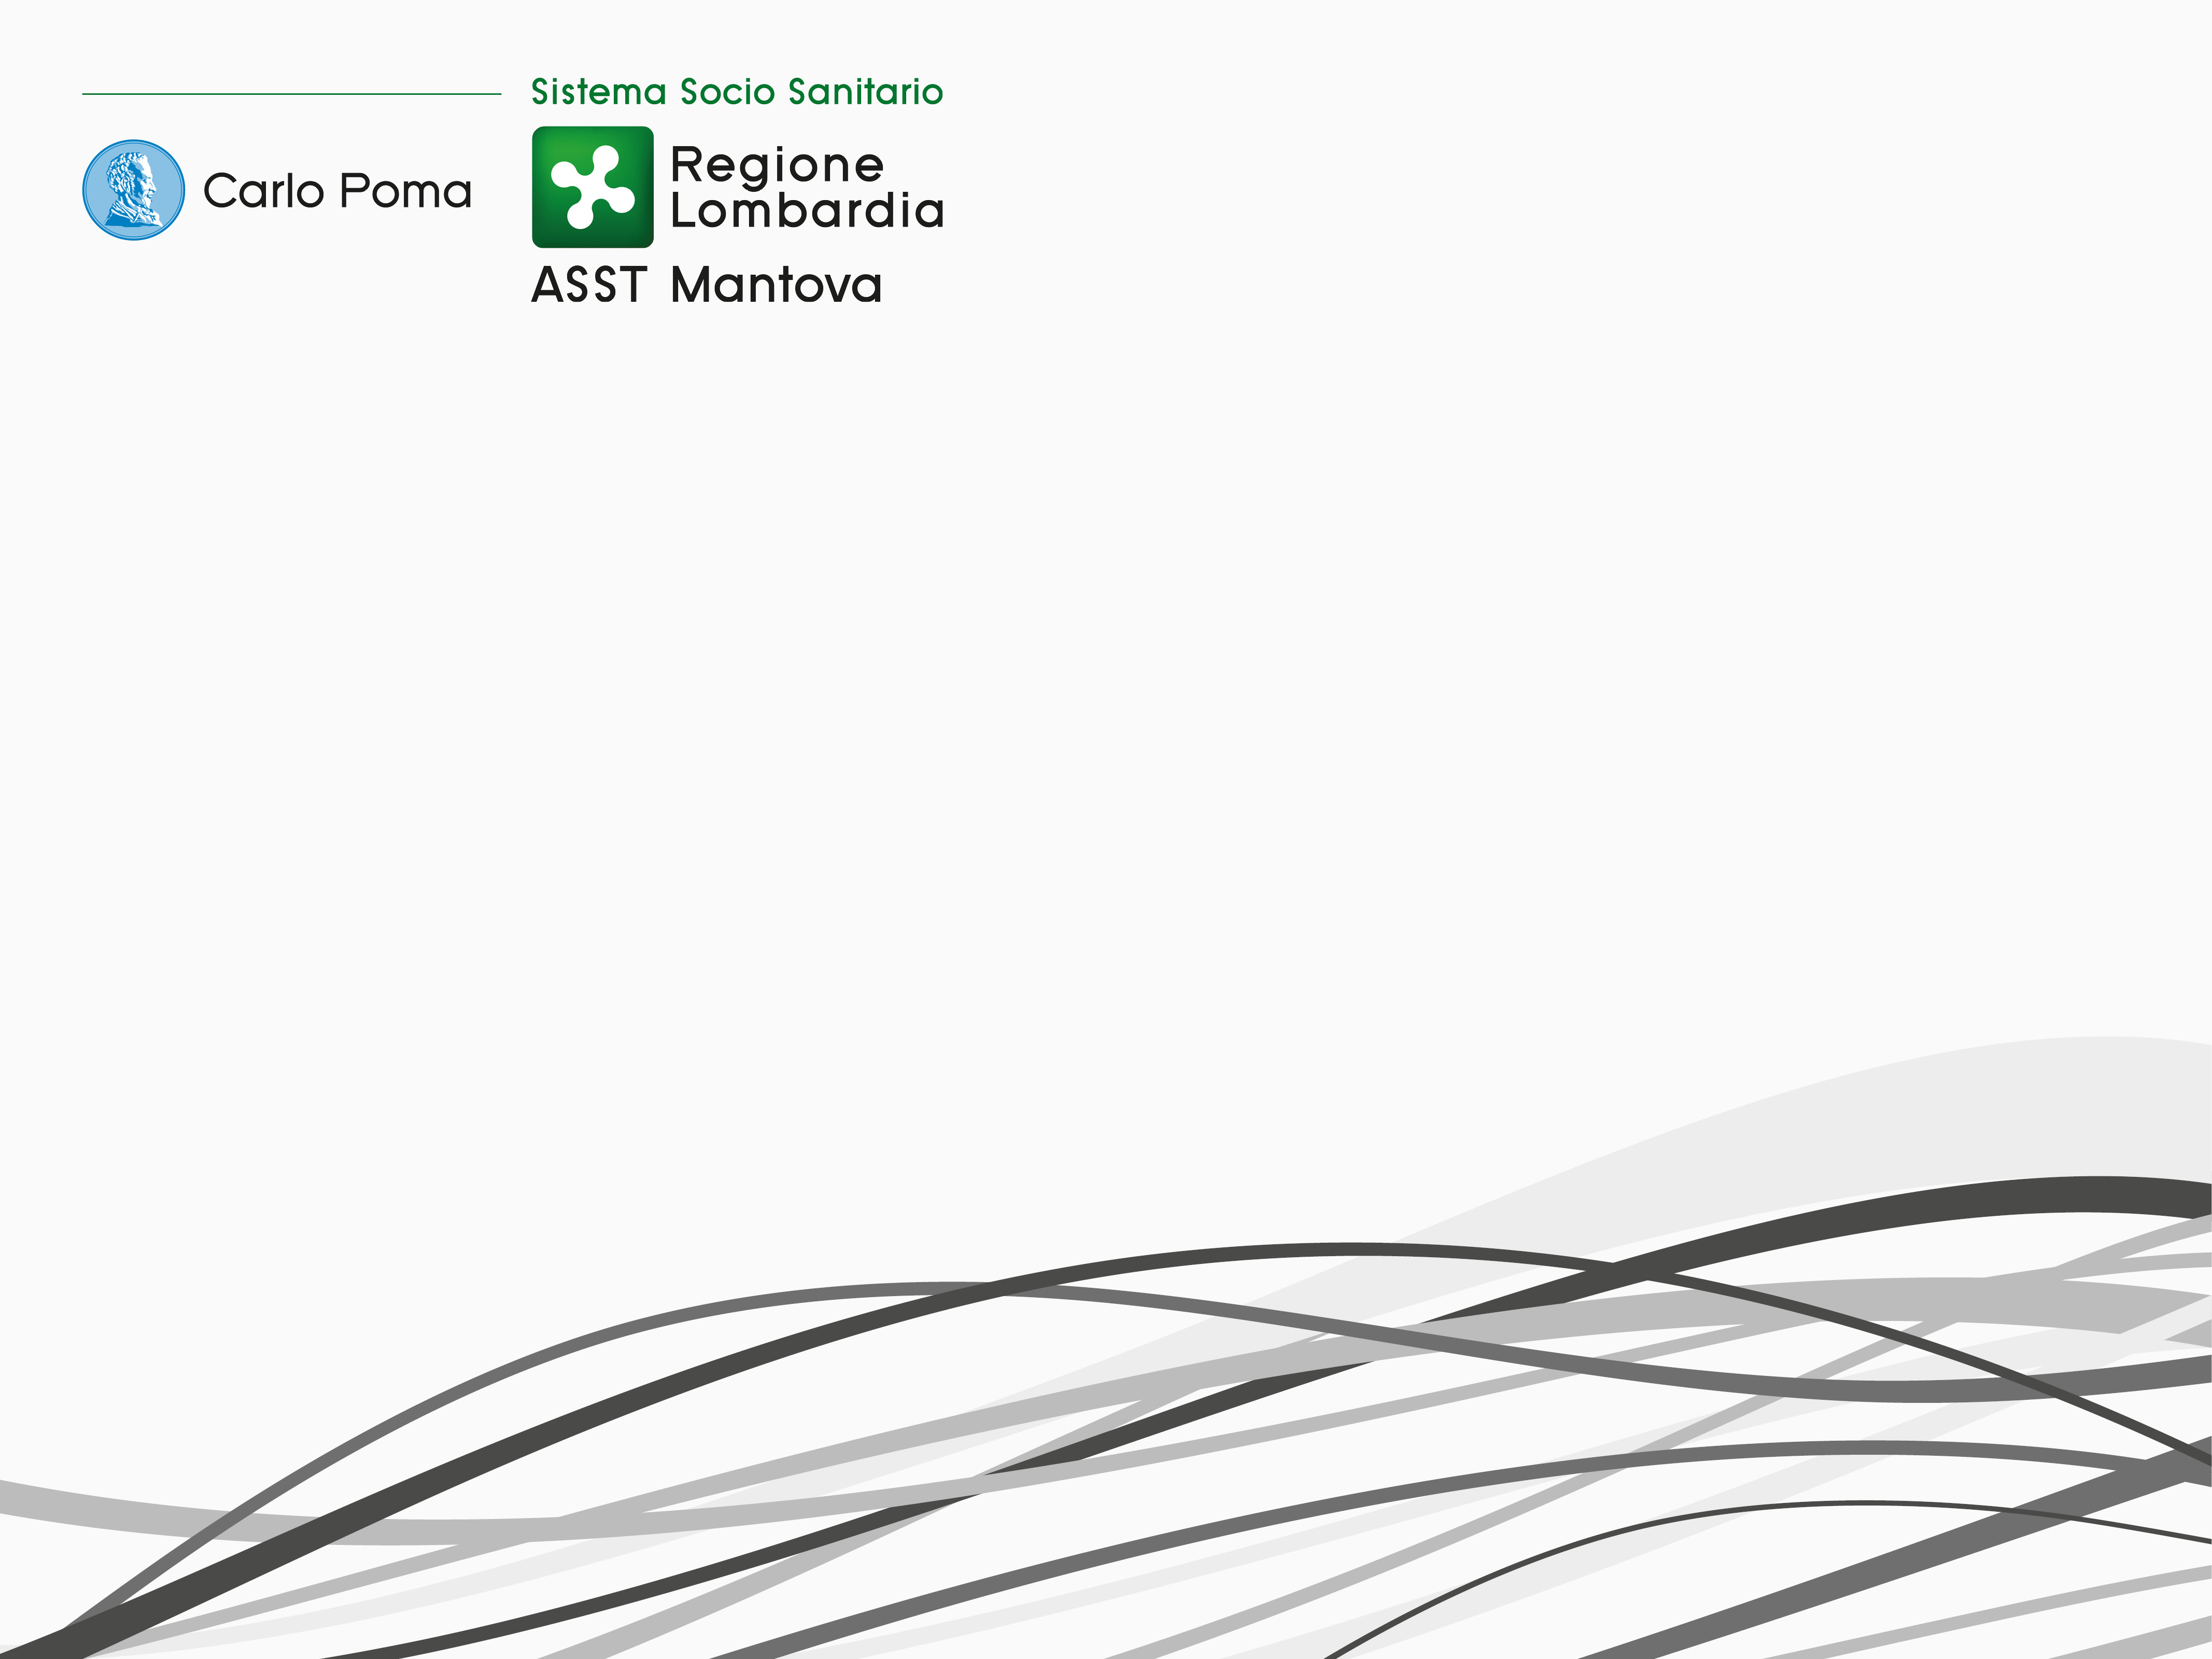 Sistema Socio Sanitario
Carlo Poma
Regione
Lombardia
ASST Mantova